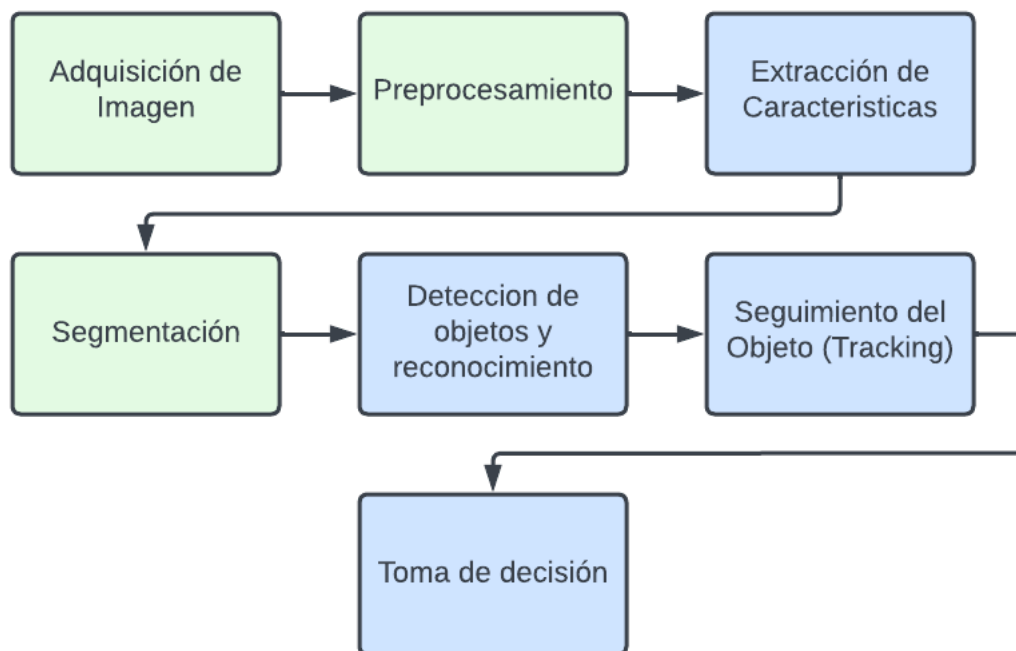 Adquisición de
Imagen
Preprocesamiento
Extracción de
Caracteristicas
Segmentación
Deteccion de
objetos y
reconocimiento
Seguimiento del
Objeto (Tracking)
Toma de decisión